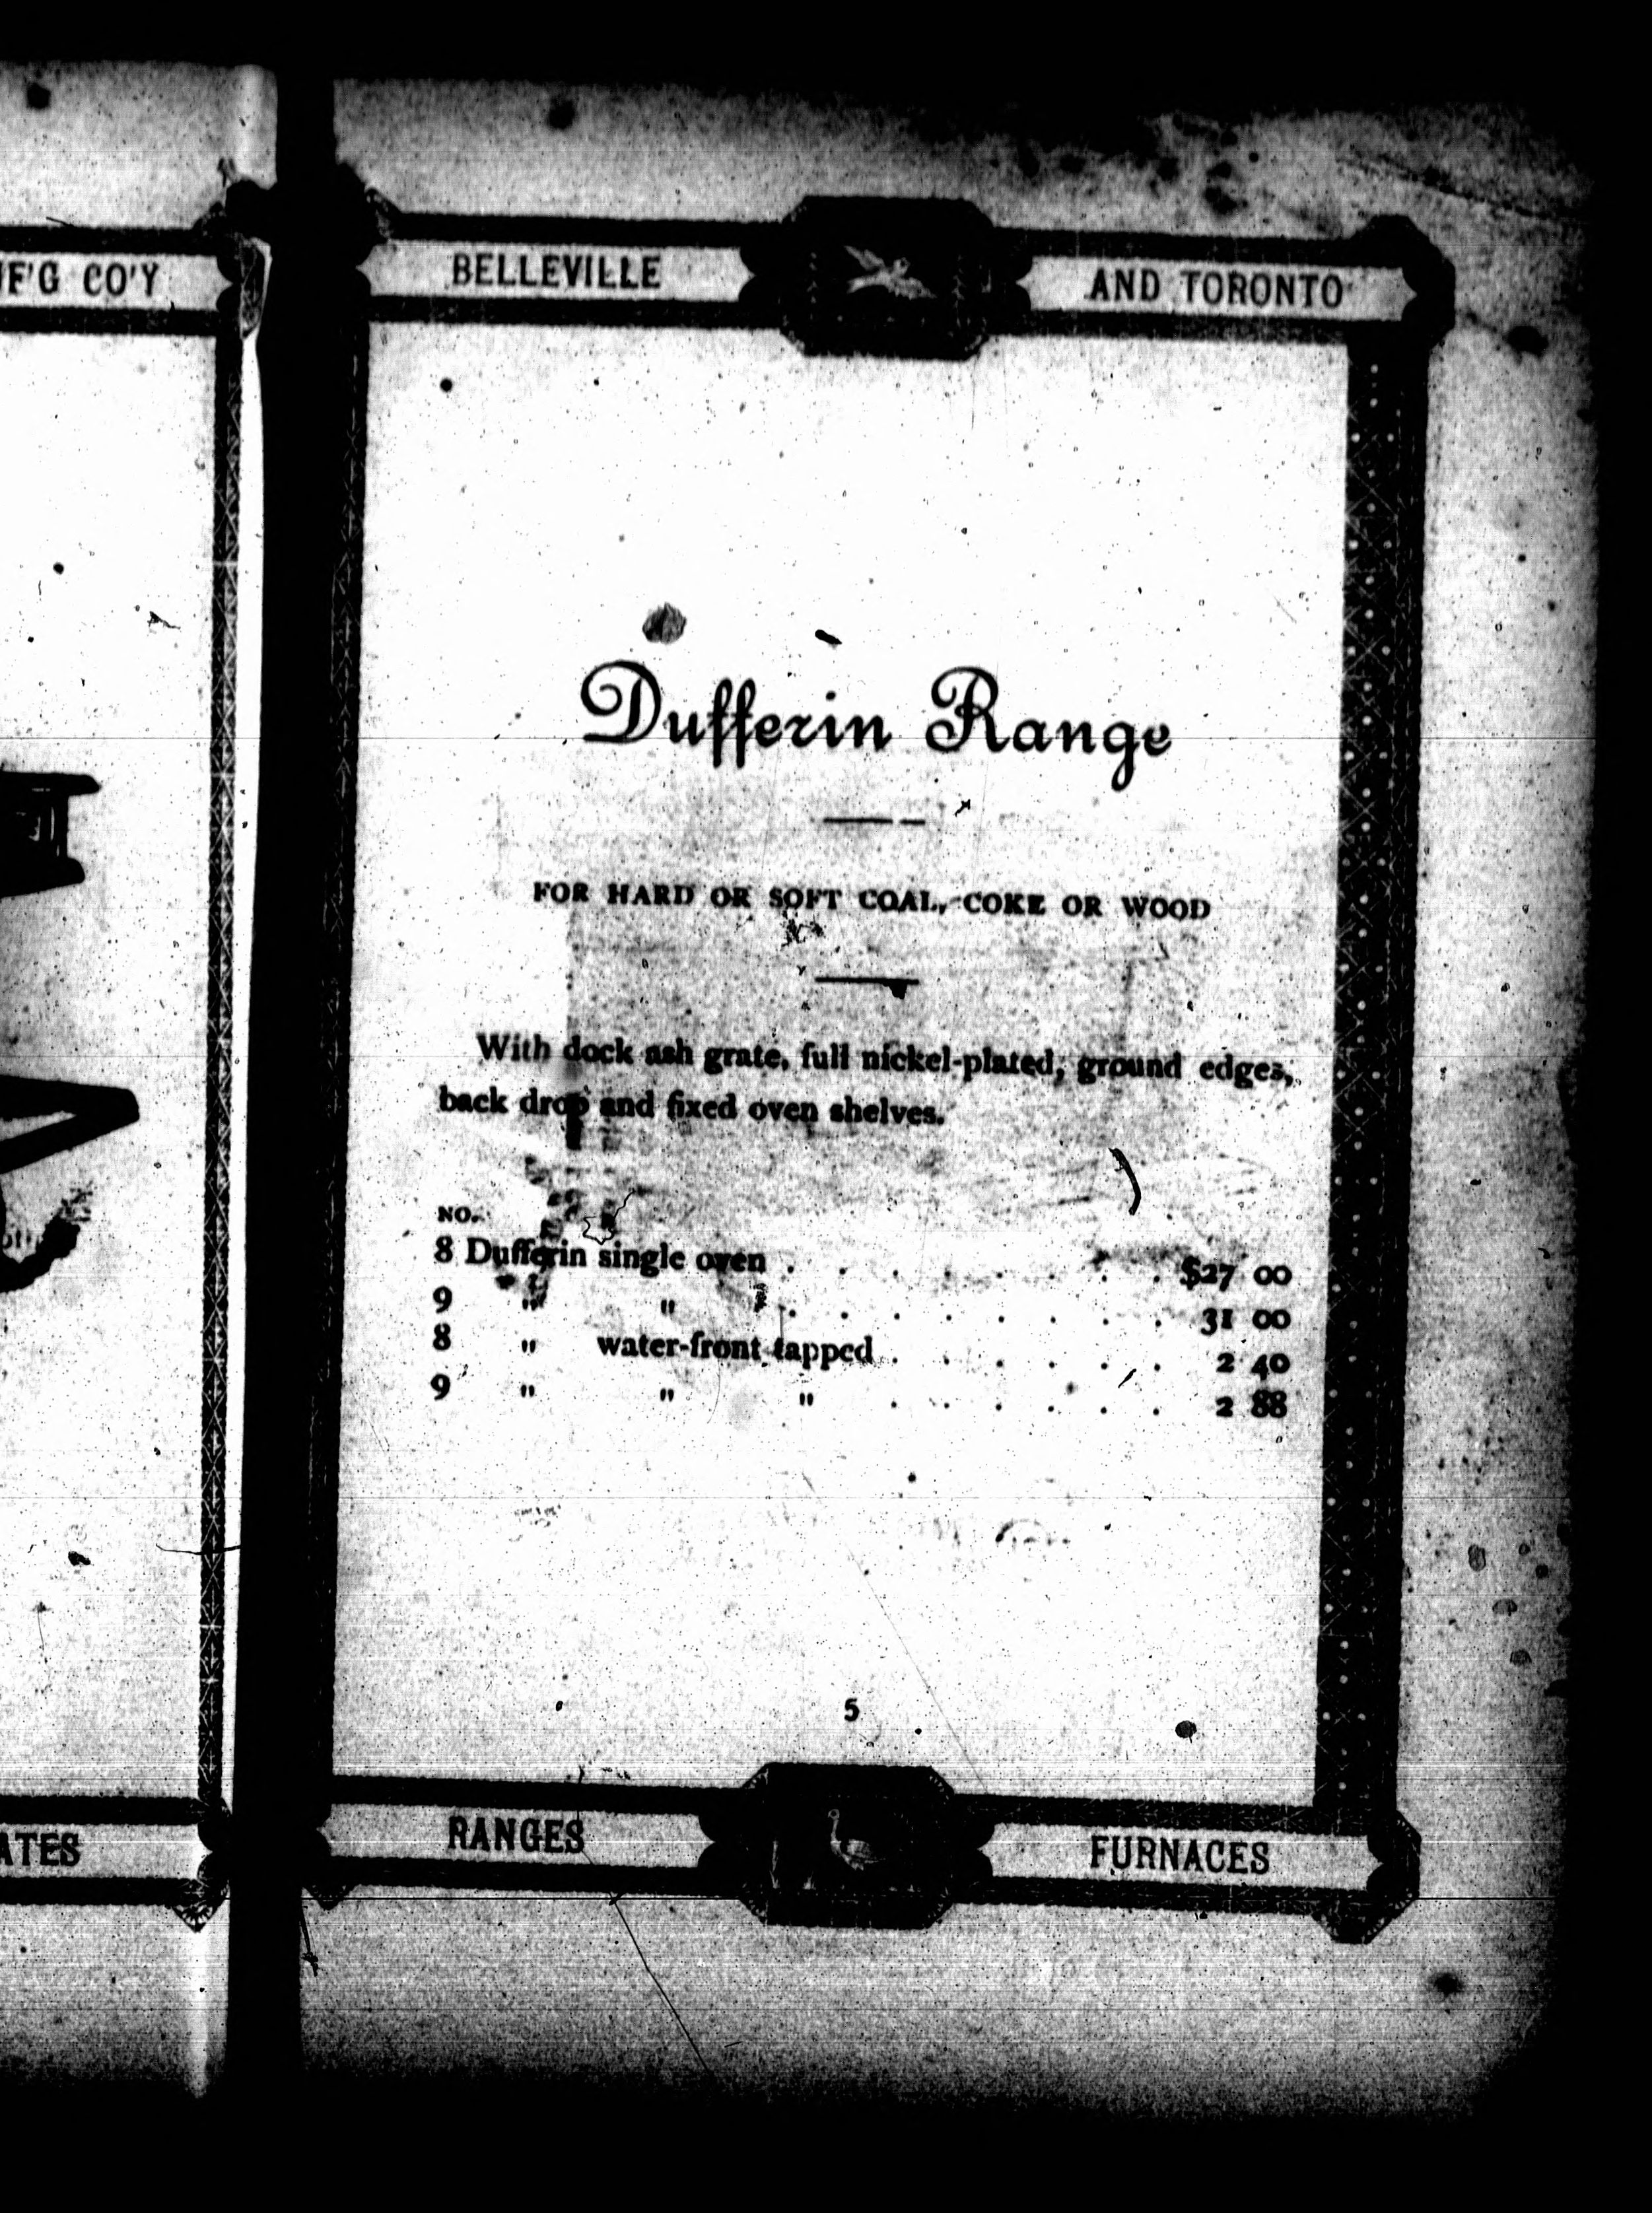 F'G CO'Y
BELLEVILLE AND TORONTO
Dufferin Range
FOR HARD OR SOFT COAL, COKE OR WOOD
With dock ash grate, full nickel-plated, ground edges,
back drop and fixed oven shelves.
NO.
8 Dufferin single oven . . . . . . . . $27 00
9 " " " . . . . . . . . 31 00
8 " water-front tapped . . . . . . 2 40
9 " " " . . . . . . 2 88
5
ATES
RANGES FURNACES